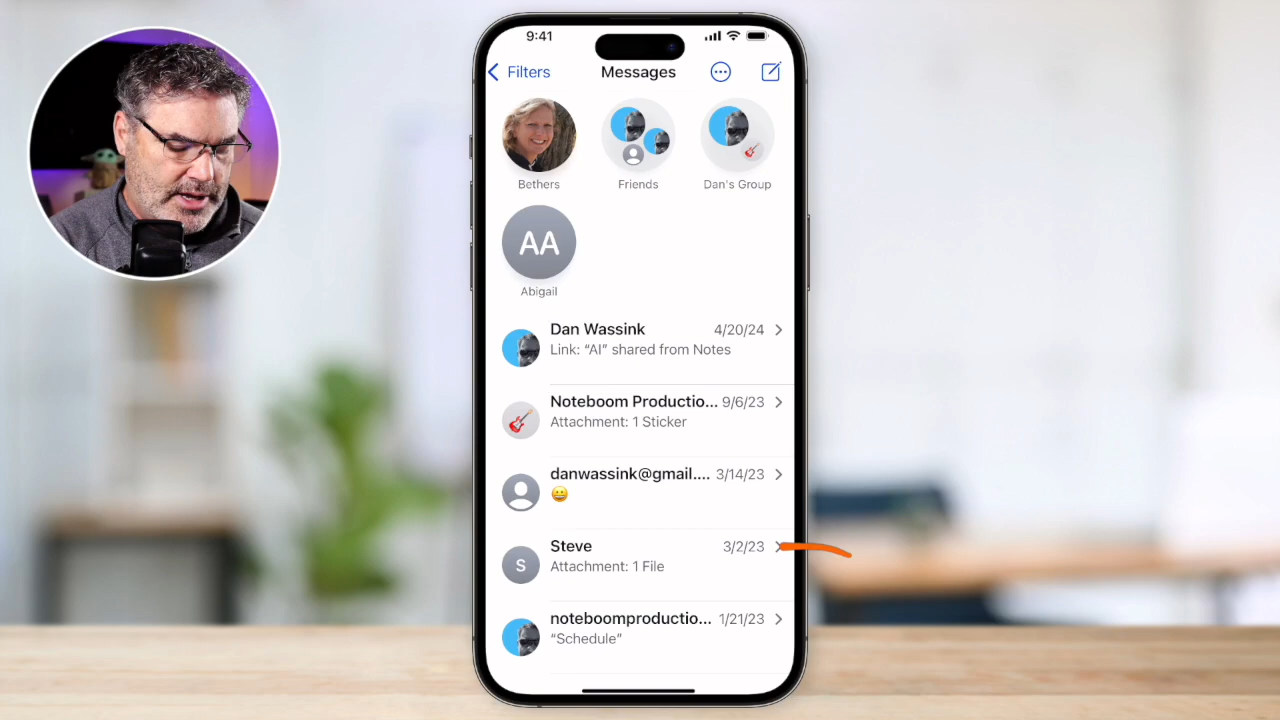 9:41
Filters
Messages
Bethers
Friends
Dan's Group
AA
Abigail
Dan Wassink 4/20/24
Link: “AI” shared from Notes
Noteboom Productio... 9/6/23
Attachment: 1 Sticker
danwassink@gmail.... 3/14/23
😀
Steve 3/2/23
S
Attachment: 1 File
noteboomproductio... 1/21/23
“Schedule”